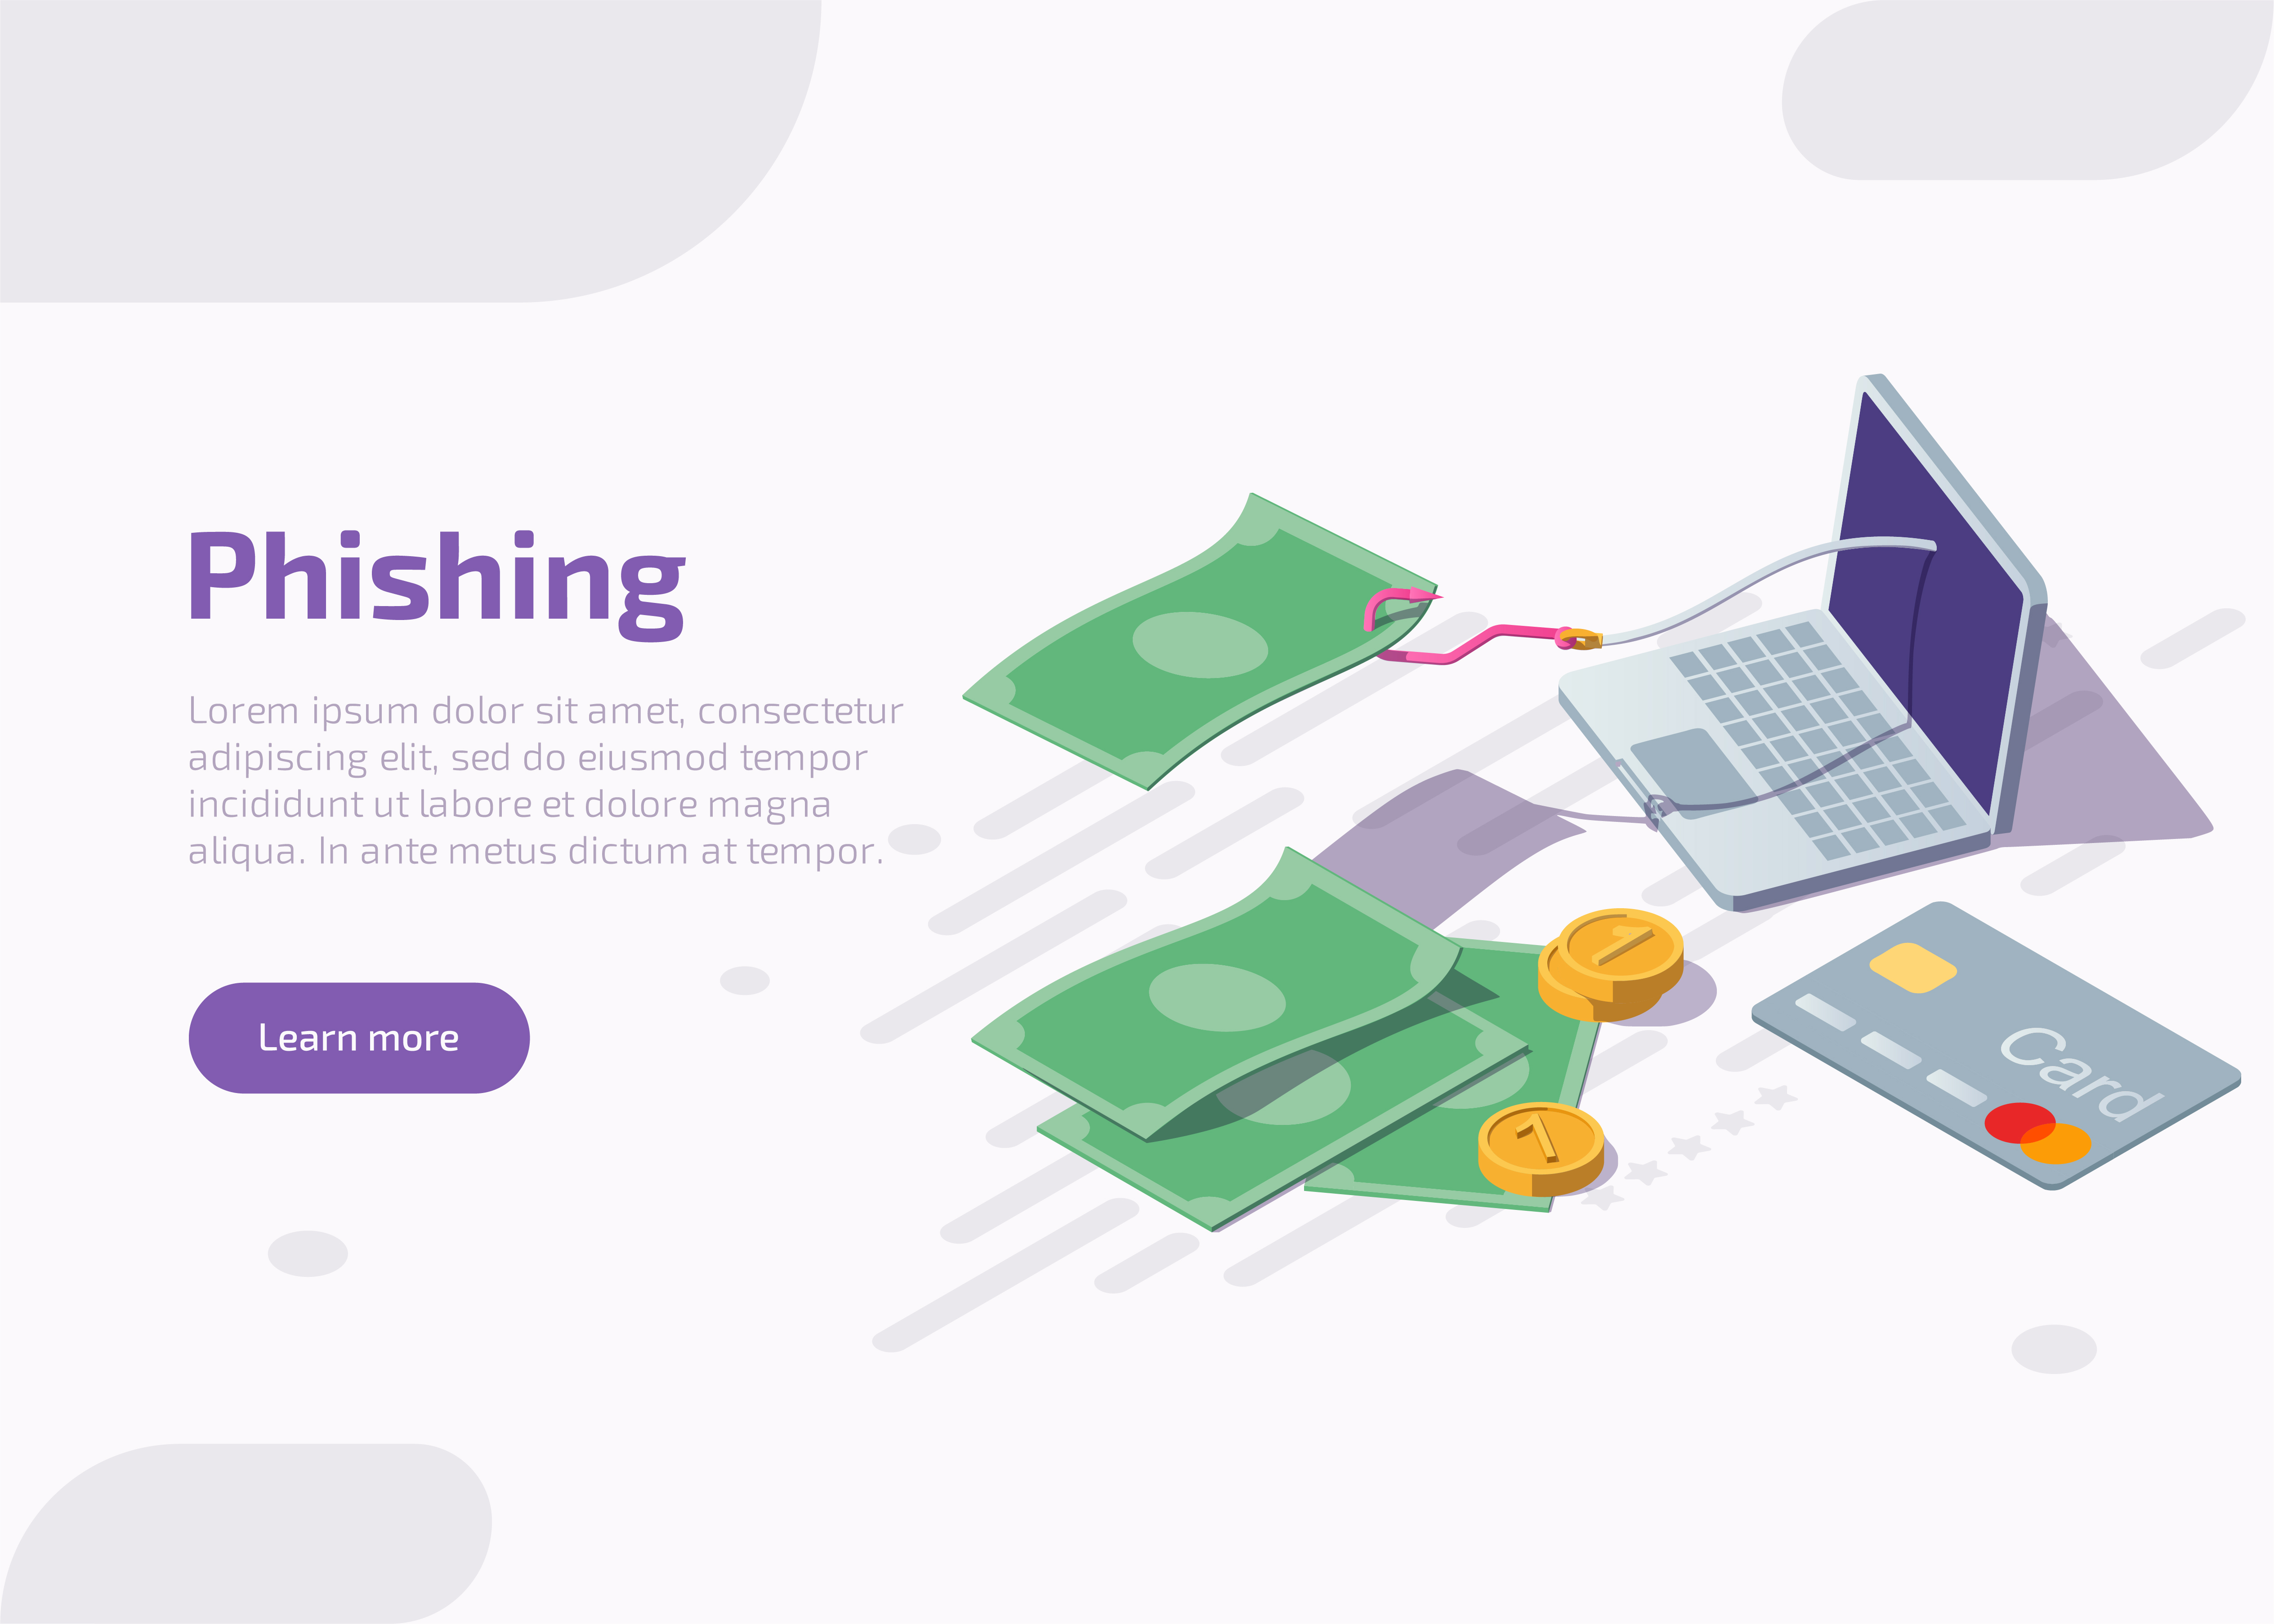 Phishing
Lorem ipsum dolor sit amet, consectetur
adipiscing elit, sed do eiusmod tempor
incididunt ut labore et dolore magna
aliqua. In ante metus dictum at tempor.
Learn more
1
1
Card